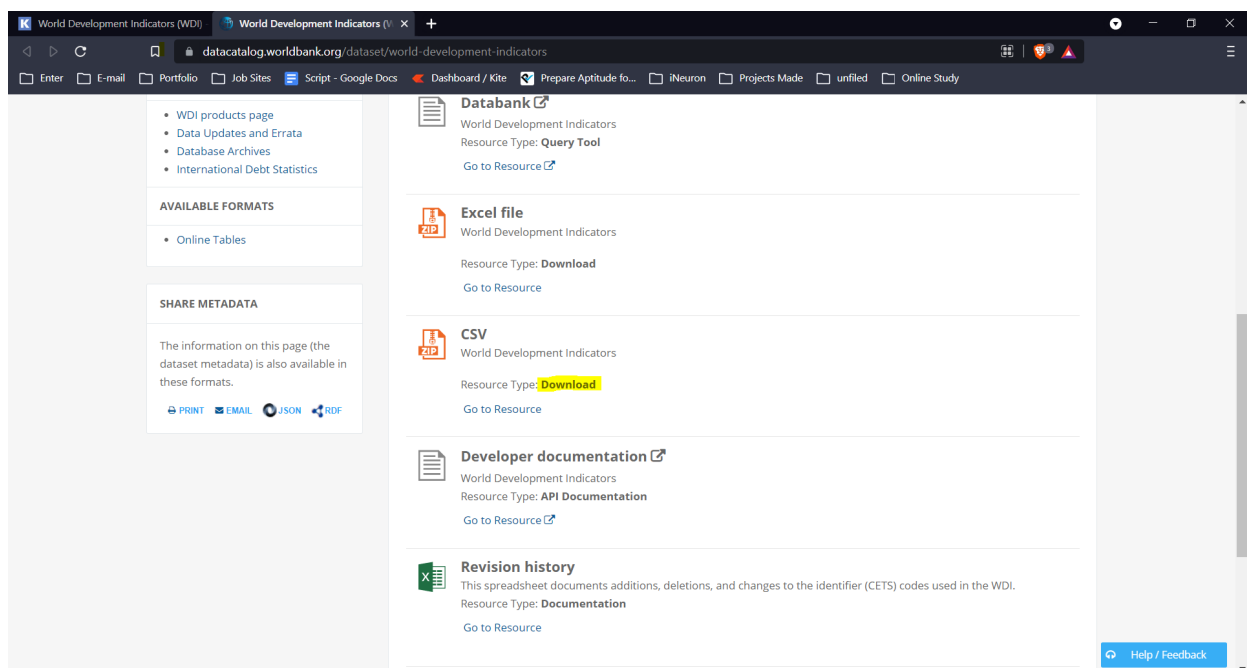 World Development Indicators (WDI)
World Development Indicators (W
datacatalog.worldbank.org/dataset/world-development-indicators
Enter
E-mail
Portfolio
Job Sites
Script - Google Docs
Dashboard / Kite
Prepare Aptitude fo...
iNeuron
Projects Made
unfiled
Online Study
WDI products page
Data Updates and Errata
Database Archives
International Debt Statistics
AVAILABLE FORMATS
Online Tables
SHARE METADATA
The information on this page (the
dataset metadata) is also available in
these formats.
PRINT EMAIL JSON RDF
Databank
World Development Indicators
Resource Type: Query Tool
Go to Resource
ZIP
Excel file
World Development Indicators
Resource Type: Download
Go to Resource
ZIP
CSV
World Development Indicators
Resource Type: Download
Go to Resource
Developer documentation
World Development Indicators
Resource Type: API Documentation
Go to Resource
Revision history
This spreadsheet documents additions, deletions, and changes to the identifier (CETS) codes used in the WDI.
Resource Type: Documentation
Go to Resource
Help / Feedback